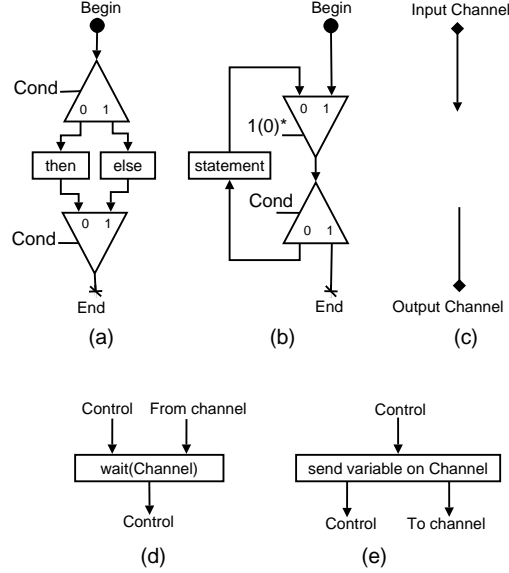 Begin
Cond
0 1
then
else
Cond
0 1
End
(a)
Begin
0 1
1(0)*
statement
Cond
0 1
End
(b)
Input Channel
Output Channel
(c)
Control
From channel
wait(Channel)
Control
(d)
Control
send variable on Channel
Control
To channel
(e)